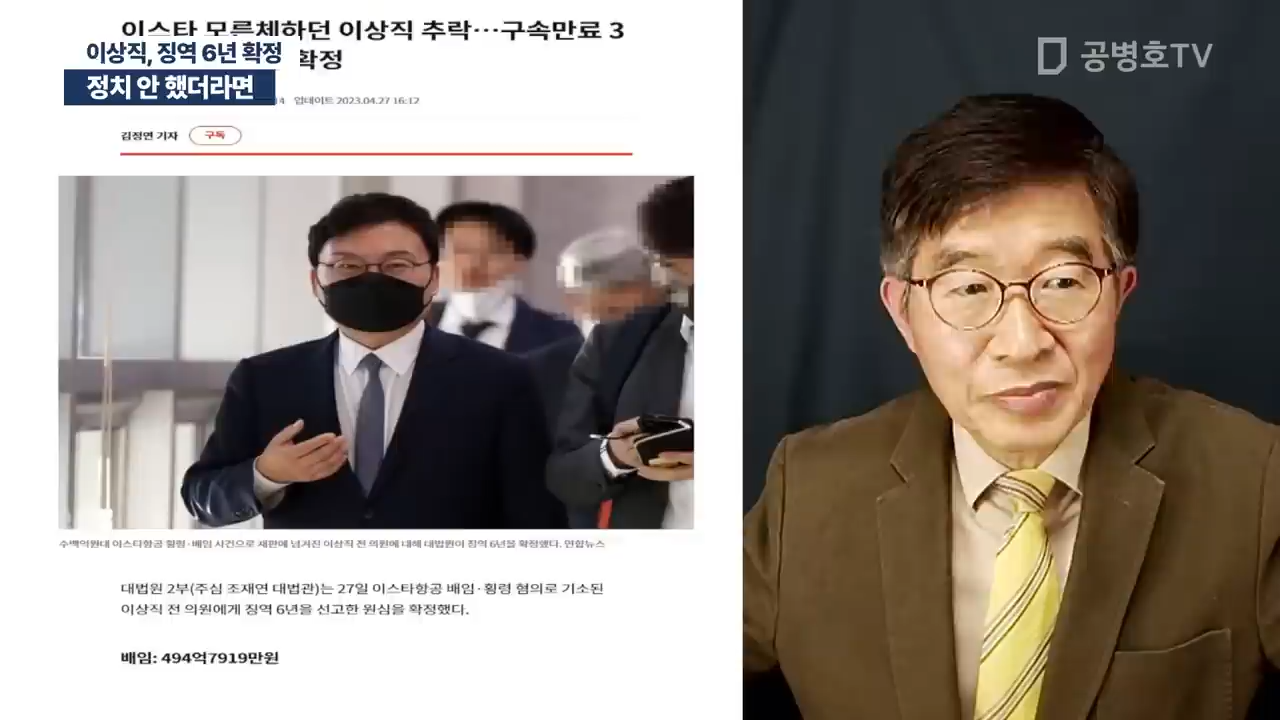 이스타 모른체하던 이상직 추락…구속만료 3
확정
이상직, 징역 6년 확정
정치 안 했더라면
업데이트 2023.04.27 16:12
김정연 기자 구독
공병호TV
수백억원대 이스타항공 횡령·배임 사건으로 재판에 넘겨진 이상직 전 의원에 대해 대법원이 징역 6년을 확정했다. 연합뉴스
대법원 2부(주심 조재연 대법관)는 27일 이스타항공 배임·횡령 혐의로 기소된
이상직 전 의원에게 징역 6년을 선고한 원심을 확정했다.
배임: 494억7919만원